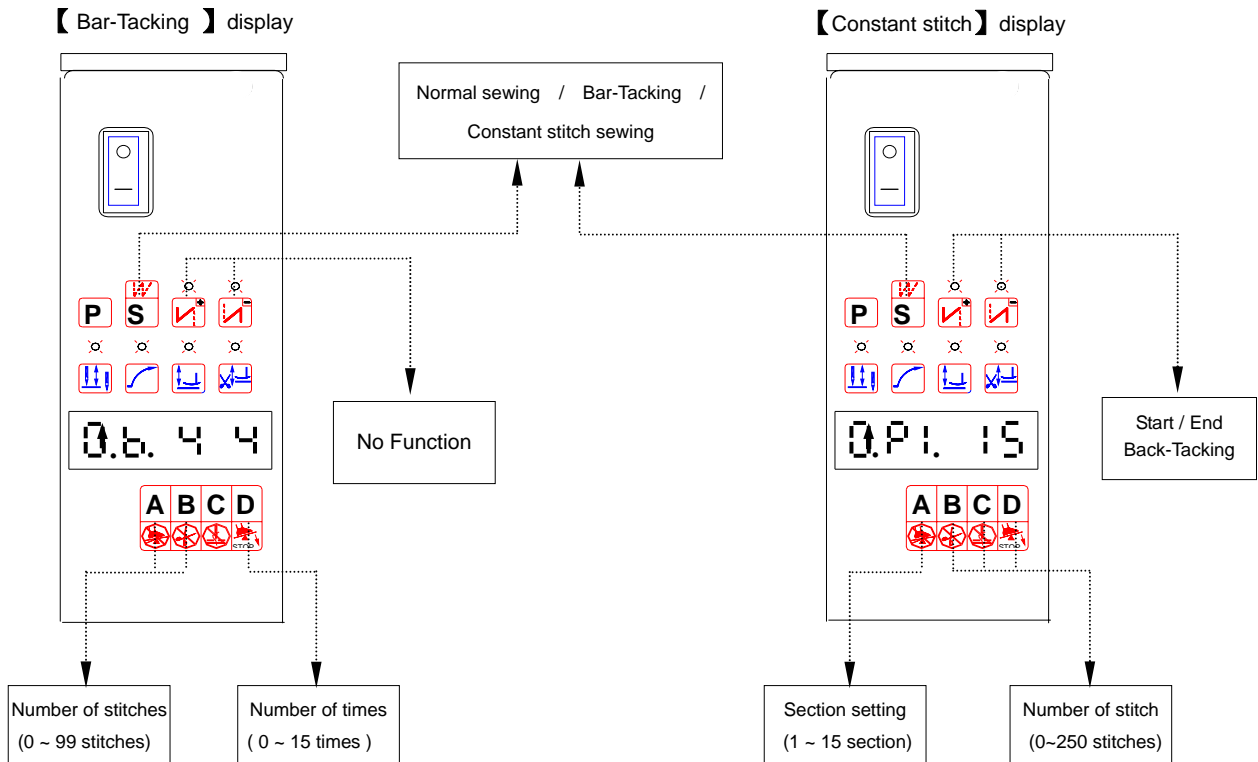 【 Bar-Tacking 】 display
【Constant stitch】 display
Normal sewing / Bar-Tacking /
Constant stitch sewing
P S
P S
No Function
Start / End
Back-Tacking
0.b. 4 4
0.P1. 15
A B C D
STOP
A B C D
STOP
Number of stitches
(0 ~ 99 stitches)
Number of times
( 0 ~ 15 times )
Section setting
(1 ~ 15 section)
Number of stitch
(0~250 stitches)